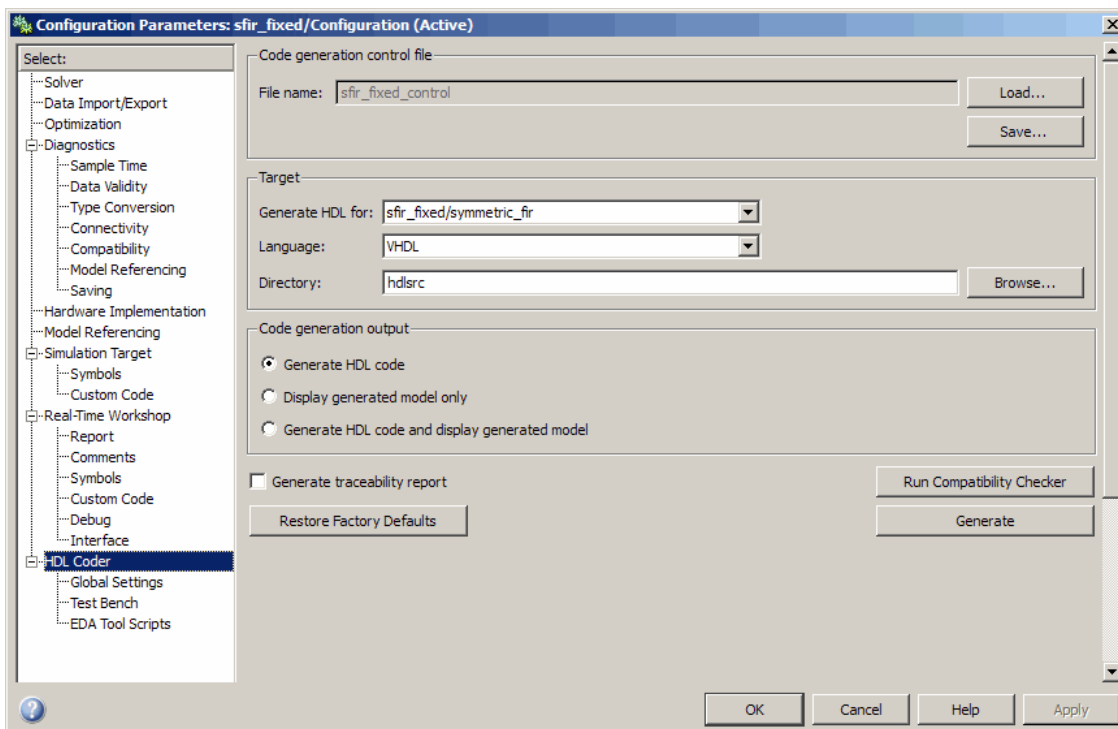 Configuration Parameters: sfir_fixed/Configuration (Active)
Select:
Solver
Data Import/Export
Optimization
Diagnostics
Sample Time
Data Validity
Type Conversion
Connectivity
Compatibility
Model Referencing
Saving
Hardware Implementation
Model Referencing
Simulation Target
Symbols
Custom Code
Real-Time Workshop
Report
Comments
Symbols
Custom Code
Debug
Interface
HDL Coder
Global Settings
Test Bench
EDA Tool Scripts
Code generation control file
File name: sfir_fixed_control Load...
Save...
Target
Generate HDL for: sfir_fixed/symmetric_fir
Language: VHDL
Directory: hdlsrc Browse...
Code generation output
Generate HDL code
Display generated model only
Generate HDL code and display generated model
Generate traceability report Run Compatibility Checker
Restore Factory Defaults Generate
? OK Cancel Help Apply